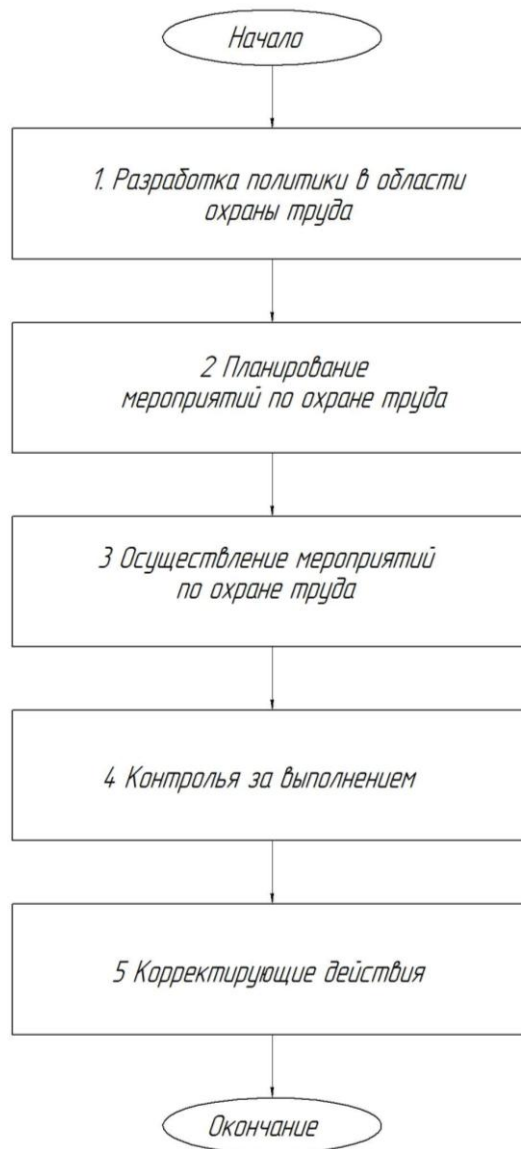 Начало
1. Разработка политики в области
охраны труда
2 Планирование
мероприятий по охране труда
3 Осуществление мероприятий
по охране труда
4 Контролья за выполнением
5 Корректирующие действия
Окончание